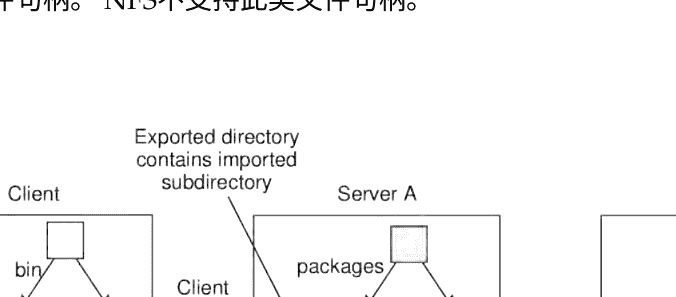 件句柄。 NFS不支持此类文件句柄。
Exported directory
contains imported
subdirectory
Client
Server A
bin
packages
Client